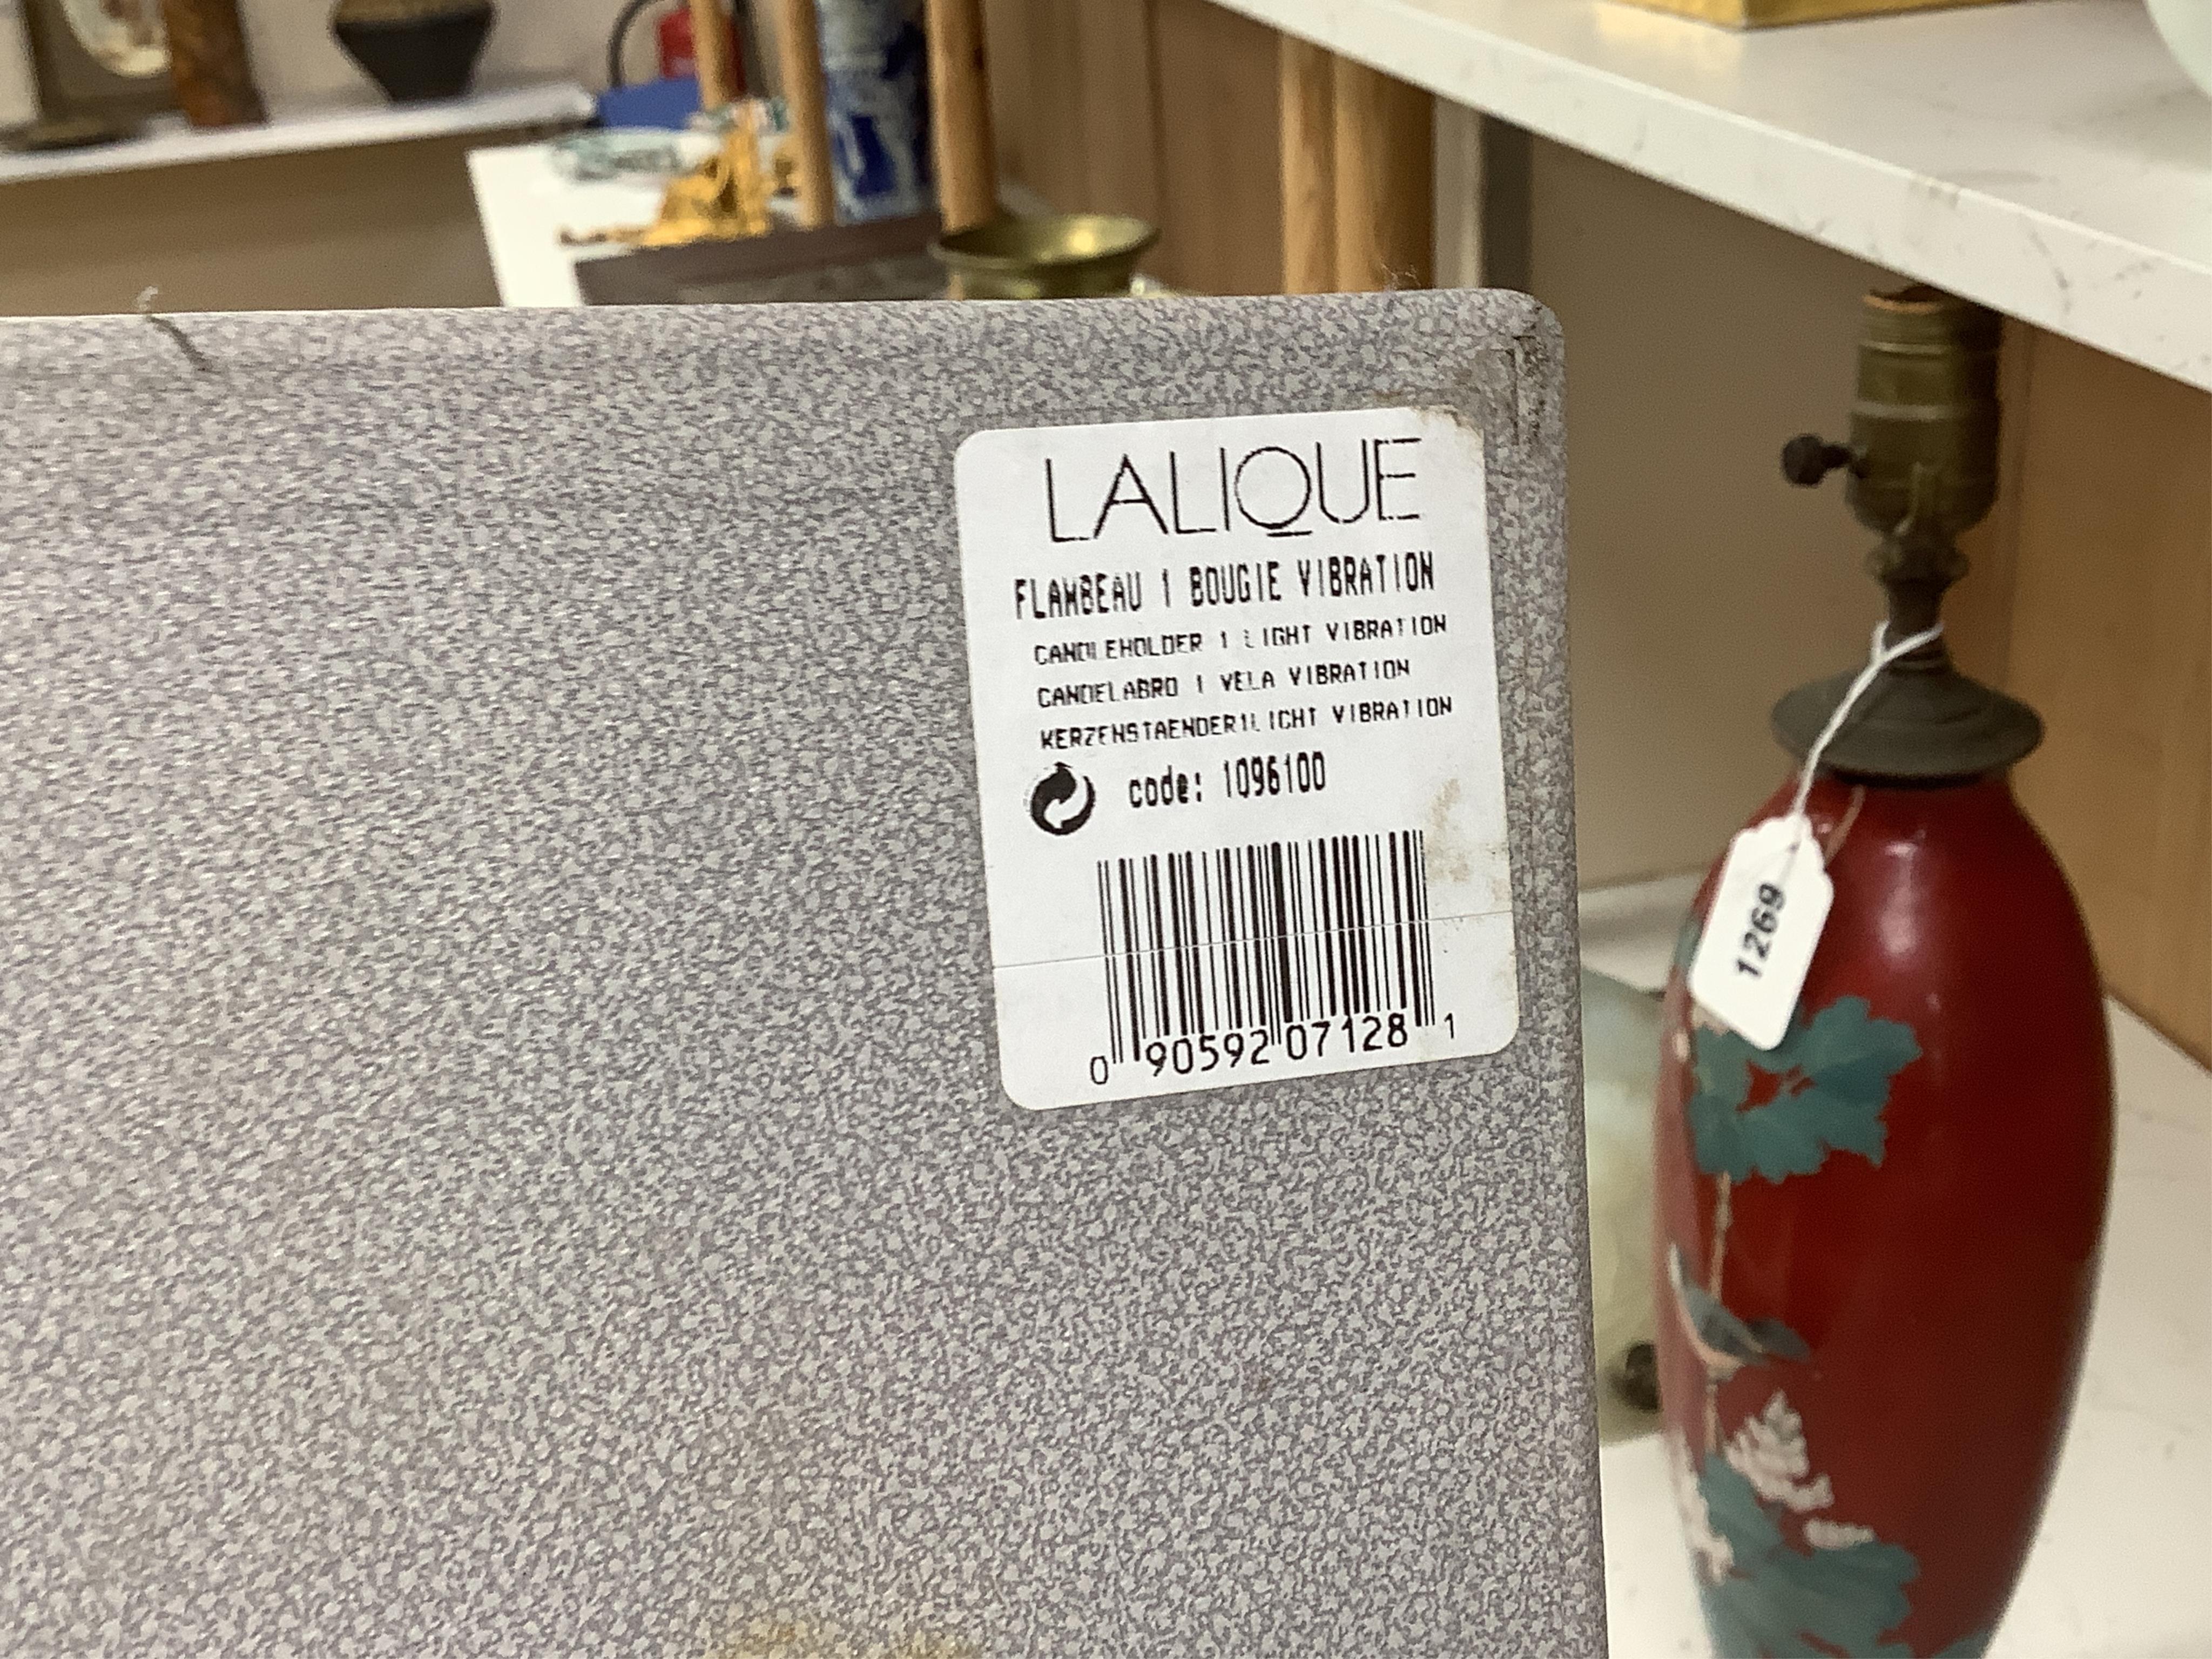 LALIQUE
FLAMBEAU 1 BOUGIE VIBRATION
CANDLEHOLDER 1 LIGHT VIBRATION
CANDELABRO 1 VELA VIBRATION
KERZENSTAENDER1LICHT VIBRATION
code: 1096100
0 90592 07128 1
1269